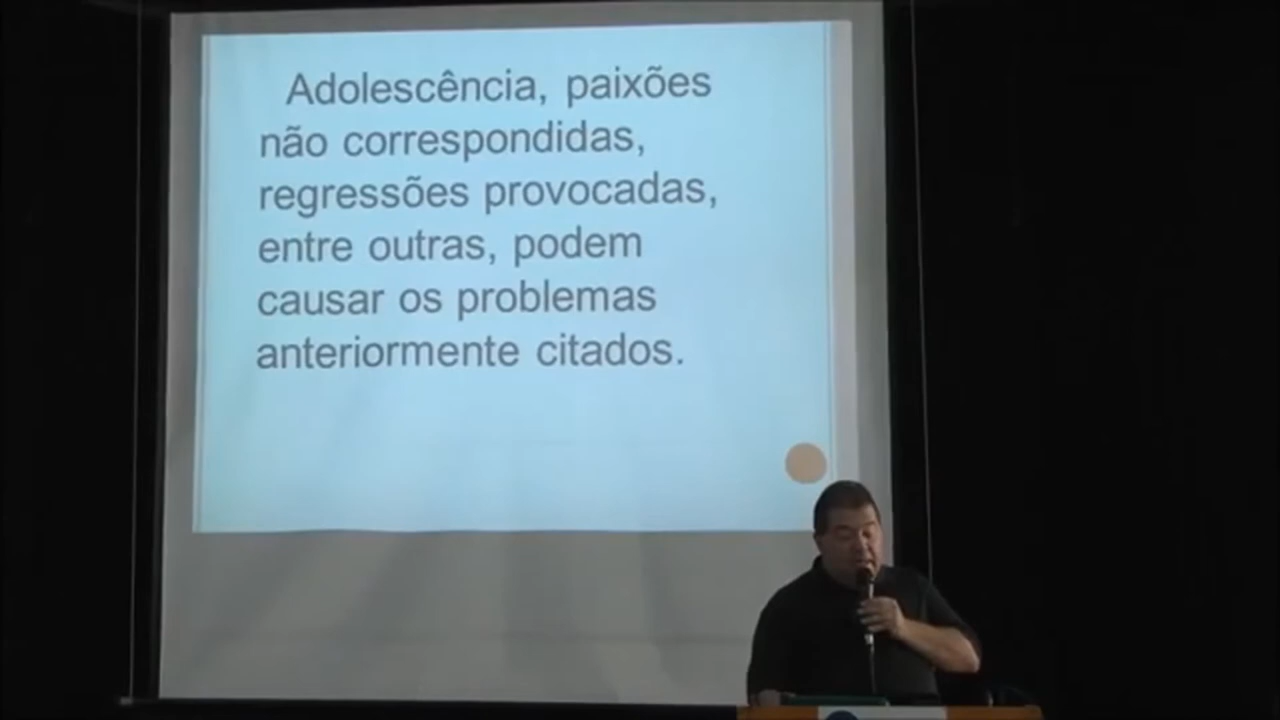 Adolescência, paixões
não correspondidas,
regressões provocadas,
entre outras, podem
causar os problemas
anteriormente citados.